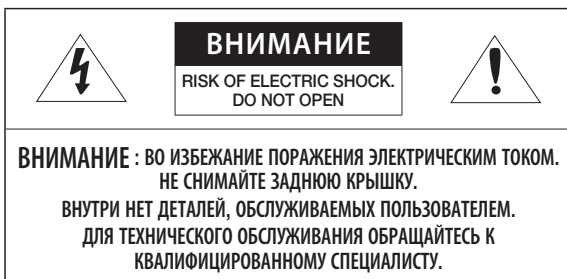 ВНИМАНИЕ
RISK OF ELECTRIC SHOCK.
DO NOT OPEN
ВНИМАНИЕ : ВО ИЗБЕЖАНИЕ ПОРАЖЕНИЯ ЭЛЕКТРИЧЕСКИМ ТОКОМ.
НЕ СНИМАЙТЕ ЗАДНЮЮ КРЫШКУ.
ВНУТРИ НЕТ ДЕТАЛЕЙ, ОБСЛУЖИВАЕМЫХ ПОЛЬЗОВАТЕЛЕМ.
ДЛЯ ТЕХНИЧЕСКОГО ОБСЛУЖИВАНИЯ ОБРАЩАЙТЕСЬ К
КВАЛИФИЦИРОВАННОМУ СПЕЦИАЛИСТУ.